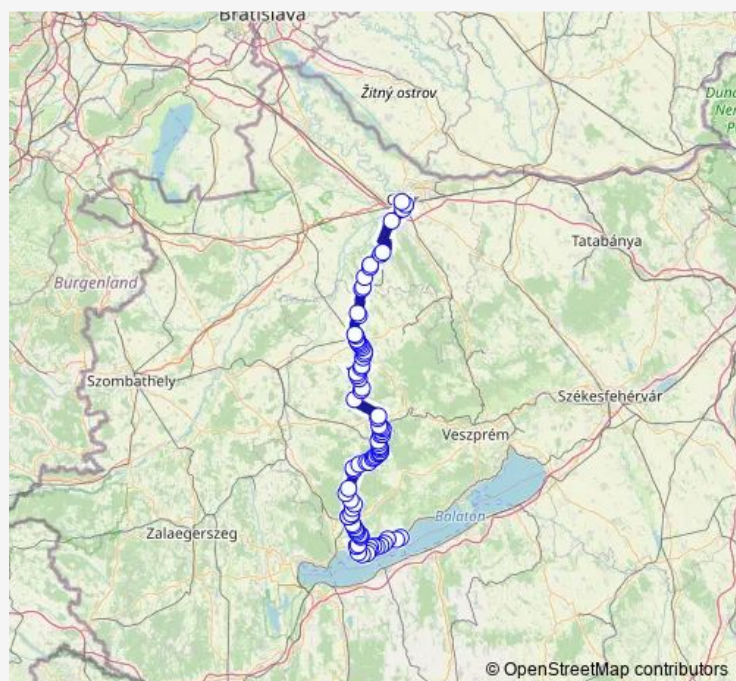 Bratislava
Žitný ostrov
Tatabánya
Burgenland
Szombathely
Székesfehérvár
Veszprém
Balaton
Zalaegerszeg
© OpenStreetMap contributors